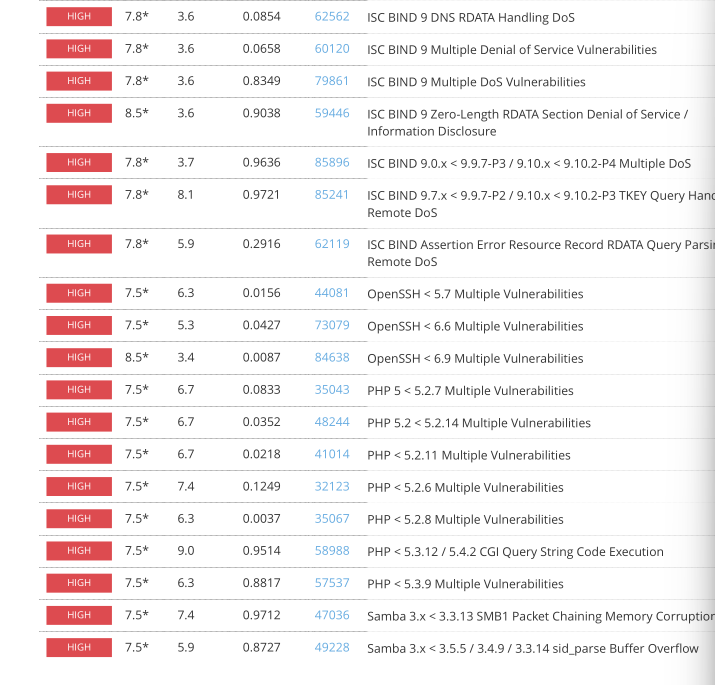 HIGH 7.8* 3.6 0.0854 62562 ISC BIND 9 DNS RDATA Handling DoS
HIGH 7.8* 3.6 0.0658 60120 ISC BIND 9 Multiple Denial of Service Vulnerabilities
HIGH 7.8* 3.6 0.8349 79861 ISC BIND 9 Multiple DoS Vulnerabilities
HIGH 8.5* 3.6 0.9038 59446 ISC BIND 9 Zero-Length RDATA Section Denial of Service /
Information Disclosure
HIGH 7.8* 3.7 0.9636 85896 ISC BIND 9.0.x < 9.9.7-P3 / 9.10.x < 9.10.2-P4 Multiple DoS
HIGH 7.8* 8.1 0.9721 85241 ISC BIND 9.7.x < 9.9.7-P2 / 9.10.x < 9.10.2-P3 TKEY Query Hand
Remote DoS
HIGH 7.8* 5.9 0.2916 62119 ISC BIND Assertion Error Resource Record RDATA Query Parsin
Remote DoS
HIGH 7.5* 6.3 0.0156 44081 OpenSSH < 5.7 Multiple Vulnerabilities
HIGH 7.5* 5.3 0.0427 73079 OpenSSH < 6.6 Multiple Vulnerabilities
HIGH 8.5* 3.4 0.0087 84638 OpenSSH < 6.9 Multiple Vulnerabilities
HIGH 7.5* 6.7 0.0833 35043 PHP 5 < 5.2.7 Multiple Vulnerabilities
HIGH 7.5* 6.7 0.0352 48244 PHP 5.2 < 5.2.14 Multiple Vulnerabilities
HIGH 7.5* 6.7 0.0218 41014 PHP < 5.2.11 Multiple Vulnerabilities
HIGH 7.5* 7.4 0.1249 32123 PHP < 5.2.6 Multiple Vulnerabilities
HIGH 7.5* 6.3 0.0037 35067 PHP < 5.2.8 Multiple Vulnerabilities
HIGH 7.5* 9.0 0.9514 58988 PHP < 5.3.12 / 5.4.2 CGI Query String Code Execution
HIGH 7.5* 6.3 0.8817 57537 PHP < 5.3.9 Multiple Vulnerabilities
HIGH 7.5* 7.4 0.9712 47036 Samba 3.x < 3.3.13 SMB1 Packet Chaining Memory Corruption
HIGH 7.5* 5.9 0.8727 49228 Samba 3.x < 3.5.5 / 3.4.9 / 3.3.14 sid_parse Buffer Overflow